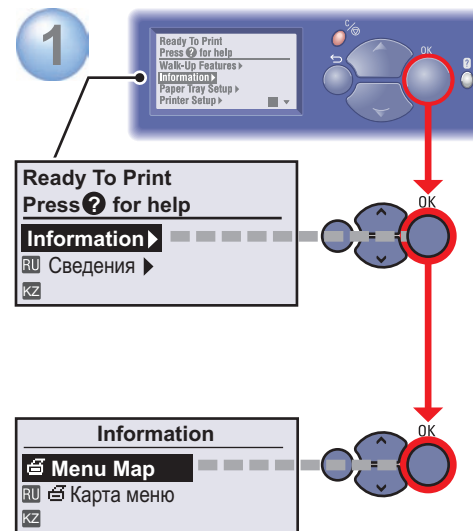 1
Ready To Print
Press ? for help
Walk-Up Features
Information
Paper Tray Setup
Printer Setup
C/
OK
?
Ready To Print
Press ? for help
Information
RU Сведения
KZ
OK
Information
Menu Map
RU Карта меню
KZ
OK